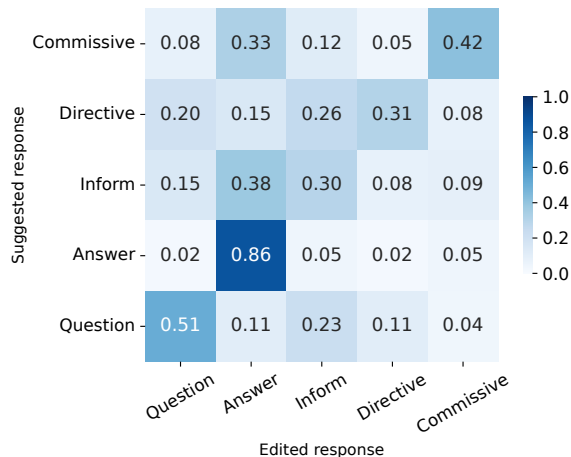 Suggested response
Commissive 0.08 0.33 0.12 0.05 0.42
Directive 0.20 0.15 0.26 0.31 0.08
Inform 0.15 0.38 0.30 0.08 0.09
Answer 0.02 0.86 0.05 0.02 0.05
Question 0.51 0.11 0.23 0.11 0.04
Question Answer Inform Directive Commissive
Edited response
1.0
0.8
0.6
0.4
0.2
0.0